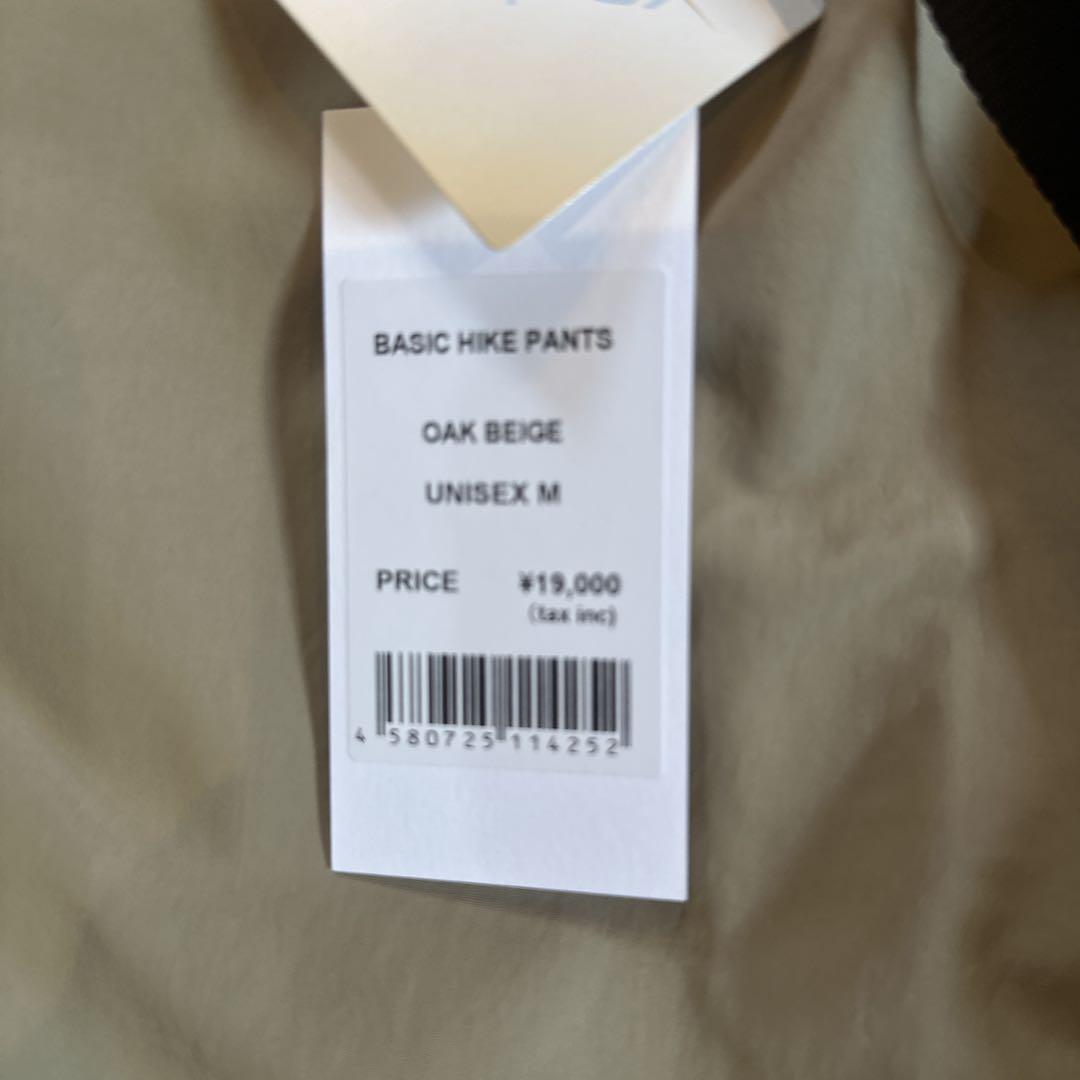 BASIC HIKE PANTS
OAK BEIGE
UNISEX M
PRICE ¥19,000
(tax inc)
4 580725 114252